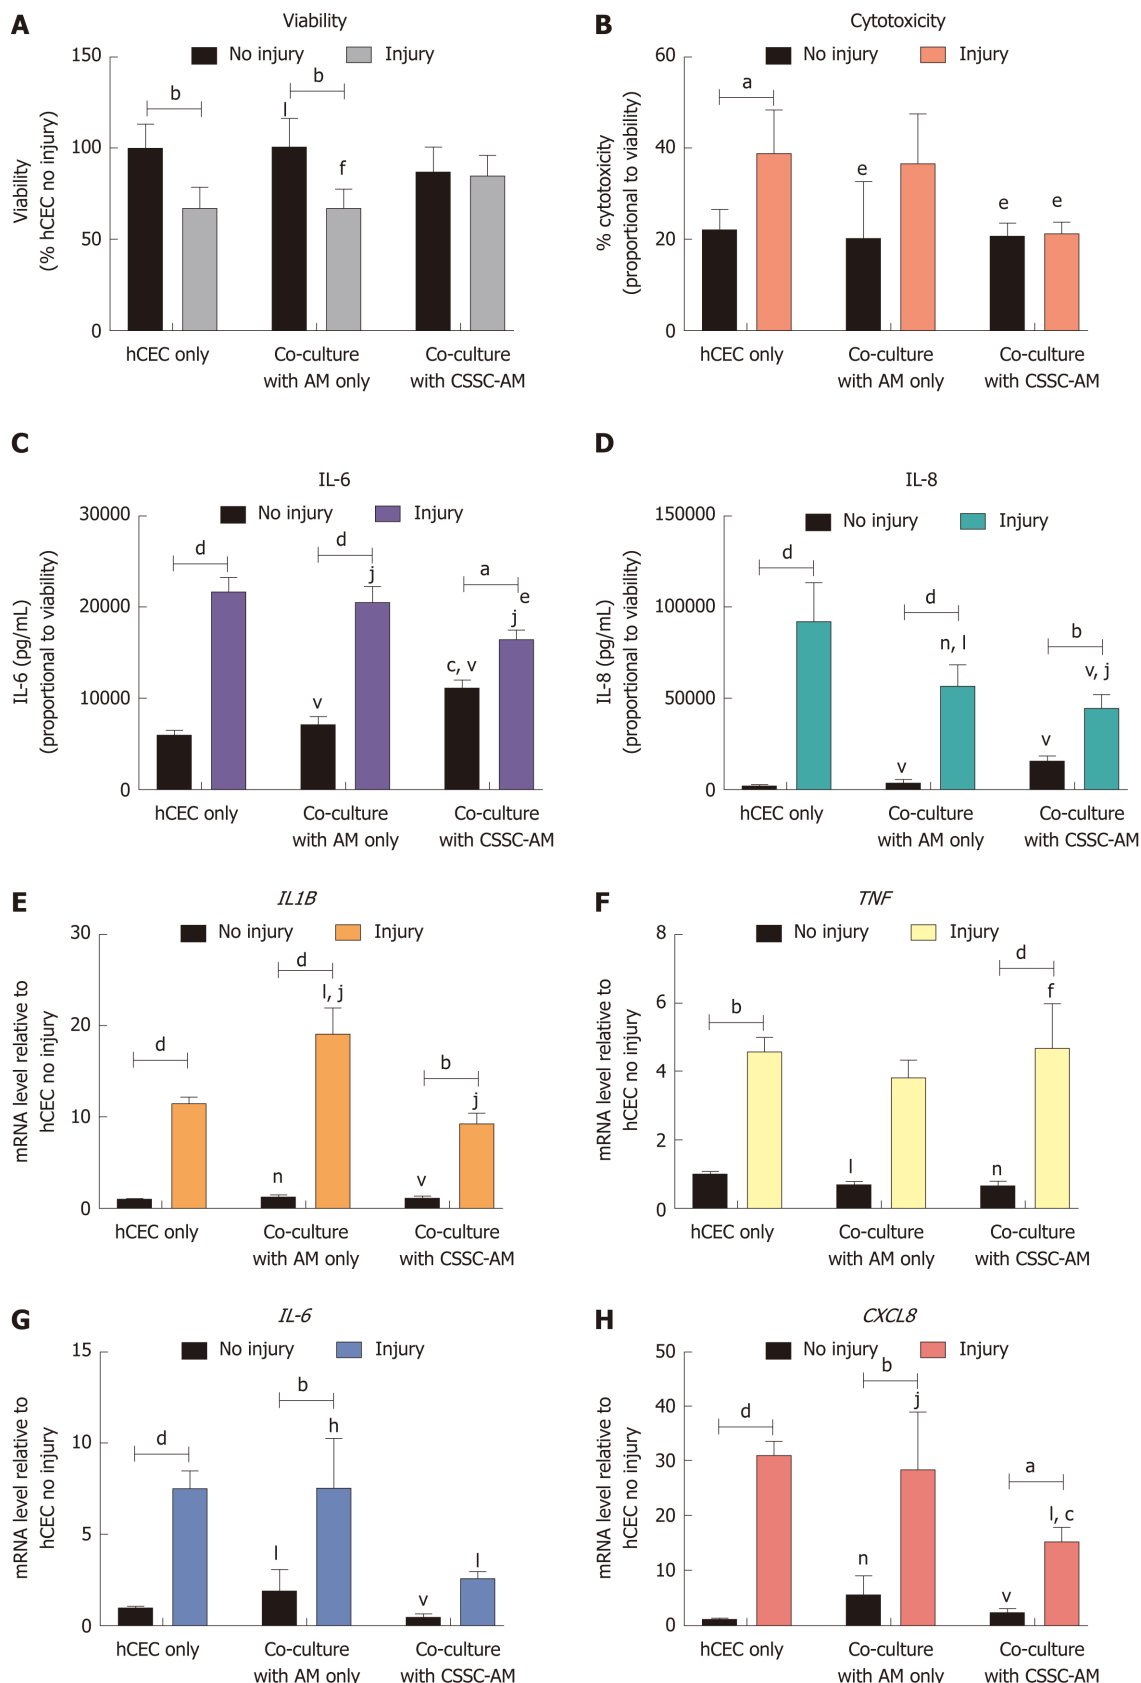 A
Viability
No injury
Injury
150
100
50
0
Viability
(% hCEC no injury)
b
b
l
f
hCEC only
Co-culture
with AM only
Co-culture
with CSSC-AM
B
Cytotoxicity
No injury
Injury
60
40
20
0
% cytotoxicity
(proportional to viability)
a
e
e
e
hCEC only
Co-culture
with AM only
Co-culture
with CSSC-AM
C
IL-6
No injury
Injury
30000
20000
10000
0
IL-6 (pg/mL)
(proportional to viability)
d
d
j
a
e
j
c, v
v
hCEC only
Co-culture
with AM only
Co-culture
with CSSC-AM
D
IL-8
No injury
Injury
150000
100000
50000
0
IL-8 (pg/mL)
(proportional to viability)
d
d
n, l
b
v, j
v
v
hCEC only
Co-culture
with AM only
Co-culture
with CSSC-AM
E
IL1B
No injury
Injury
30
20
10
0
mRNA level relative to
hCEC no injury
d
d
l, j
b
j
n
v
hCEC only
Co-culture
with AM only
Co-culture
with CSSC-AM
F
TNF
No injury
Injury
8
6
4
2
0
mRNA level relative to
hCEC no injury
b
d
f
l
n
hCEC only
Co-culture
with AM only
Co-culture
with CSSC-AM
G
IL-6
No injury
Injury
15
10
5
0
mRNA level relative to
hCEC no injury
d
b
h
l
l
v
hCEC only
Co-culture
with AM only
Co-culture
with CSSC-AM
H
CXCL8
No injury
Injury
50
40
30
20
10
0
mRNA level relative to
hCEC no injury
d
b
j
a
l, c
n
v
hCEC only
Co-culture
with AM only
Co-culture
with CSSC-AM